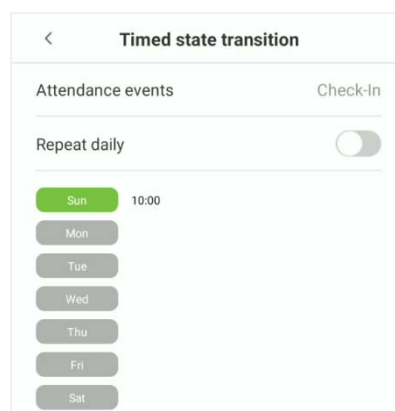 Timed state transition
Attendance events Check-In
Repeat daily
Sun 10:00
Mon
Tue
Wed
Thu
Fri
Sat